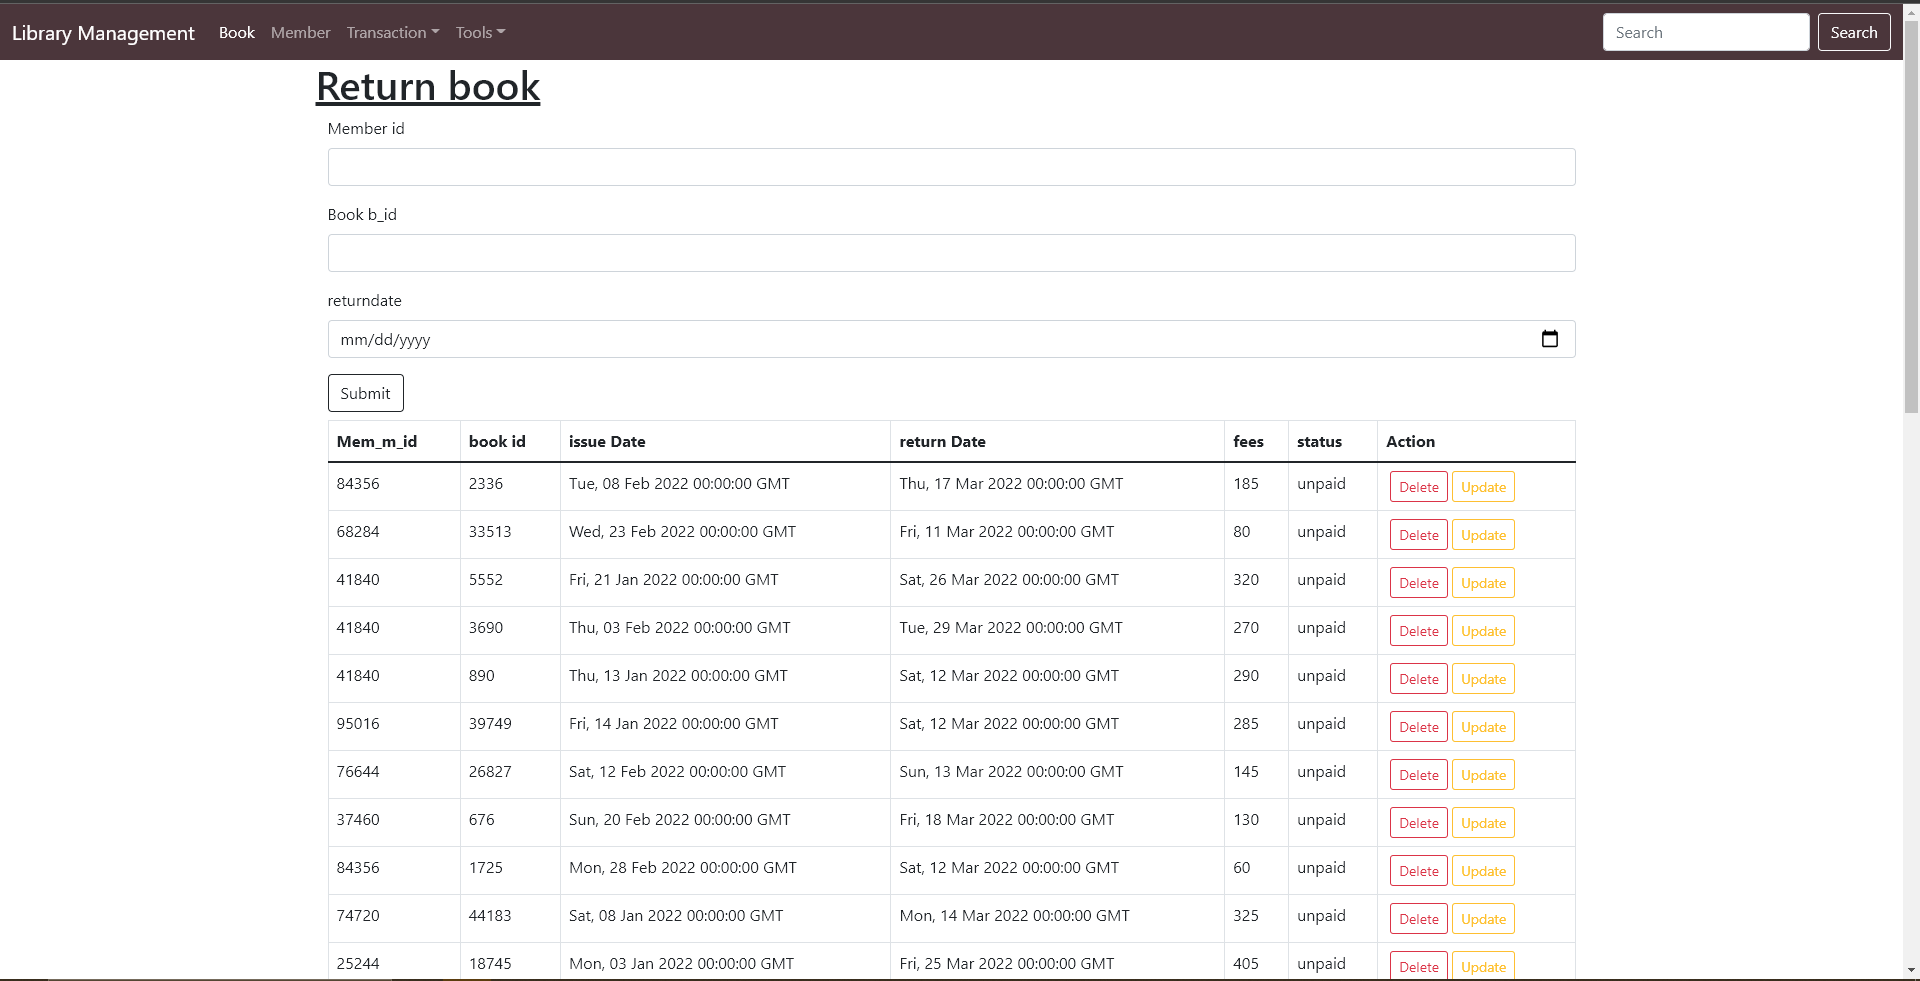 Library Management Book Member Transaction Tools Search Search
Return book
Member id
Book b_id
returndate
mm/dd/yyyy
Submit
Mem_m_id book id issue Date return Date fees status Action
84356 2336 Tue, 08 Feb 2022 00:00:00 GMT Thu, 17 Mar 2022 00:00:00 GMT 185 unpaid Delete Update
68284 33513 Wed, 23 Feb 2022 00:00:00 GMT Fri, 11 Mar 2022 00:00:00 GMT 80 unpaid Delete Update
41840 5552 Fri, 21 Jan 2022 00:00:00 GMT Sat, 26 Mar 2022 00:00:00 GMT 320 unpaid Delete Update
41840 3690 Thu, 03 Feb 2022 00:00:00 GMT Tue, 29 Mar 2022 00:00:00 GMT 270 unpaid Delete Update
41840 890 Thu, 13 Jan 2022 00:00:00 GMT Sat, 12 Mar 2022 00:00:00 GMT 290 unpaid Delete Update
95016 39749 Fri, 14 Jan 2022 00:00:00 GMT Sat, 12 Mar 2022 00:00:00 GMT 285 unpaid Delete Update
76644 26827 Sat, 12 Feb 2022 00:00:00 GMT Sun, 13 Mar 2022 00:00:00 GMT 145 unpaid Delete Update
37460 676 Sun, 20 Feb 2022 00:00:00 GMT Fri, 18 Mar 2022 00:00:00 GMT 130 unpaid Delete Update
84356 1725 Mon, 28 Feb 2022 00:00:00 GMT Sat, 12 Mar 2022 00:00:00 GMT 60 unpaid Delete Update
74720 44183 Sat, 08 Jan 2022 00:00:00 GMT Mon, 14 Mar 2022 00:00:00 GMT 325 unpaid Delete Update
25244 18745 Mon, 03 Jan 2022 00:00:00 GMT Fri, 25 Mar 2022 00:00:00 GMT 405 unpaid Delete Update